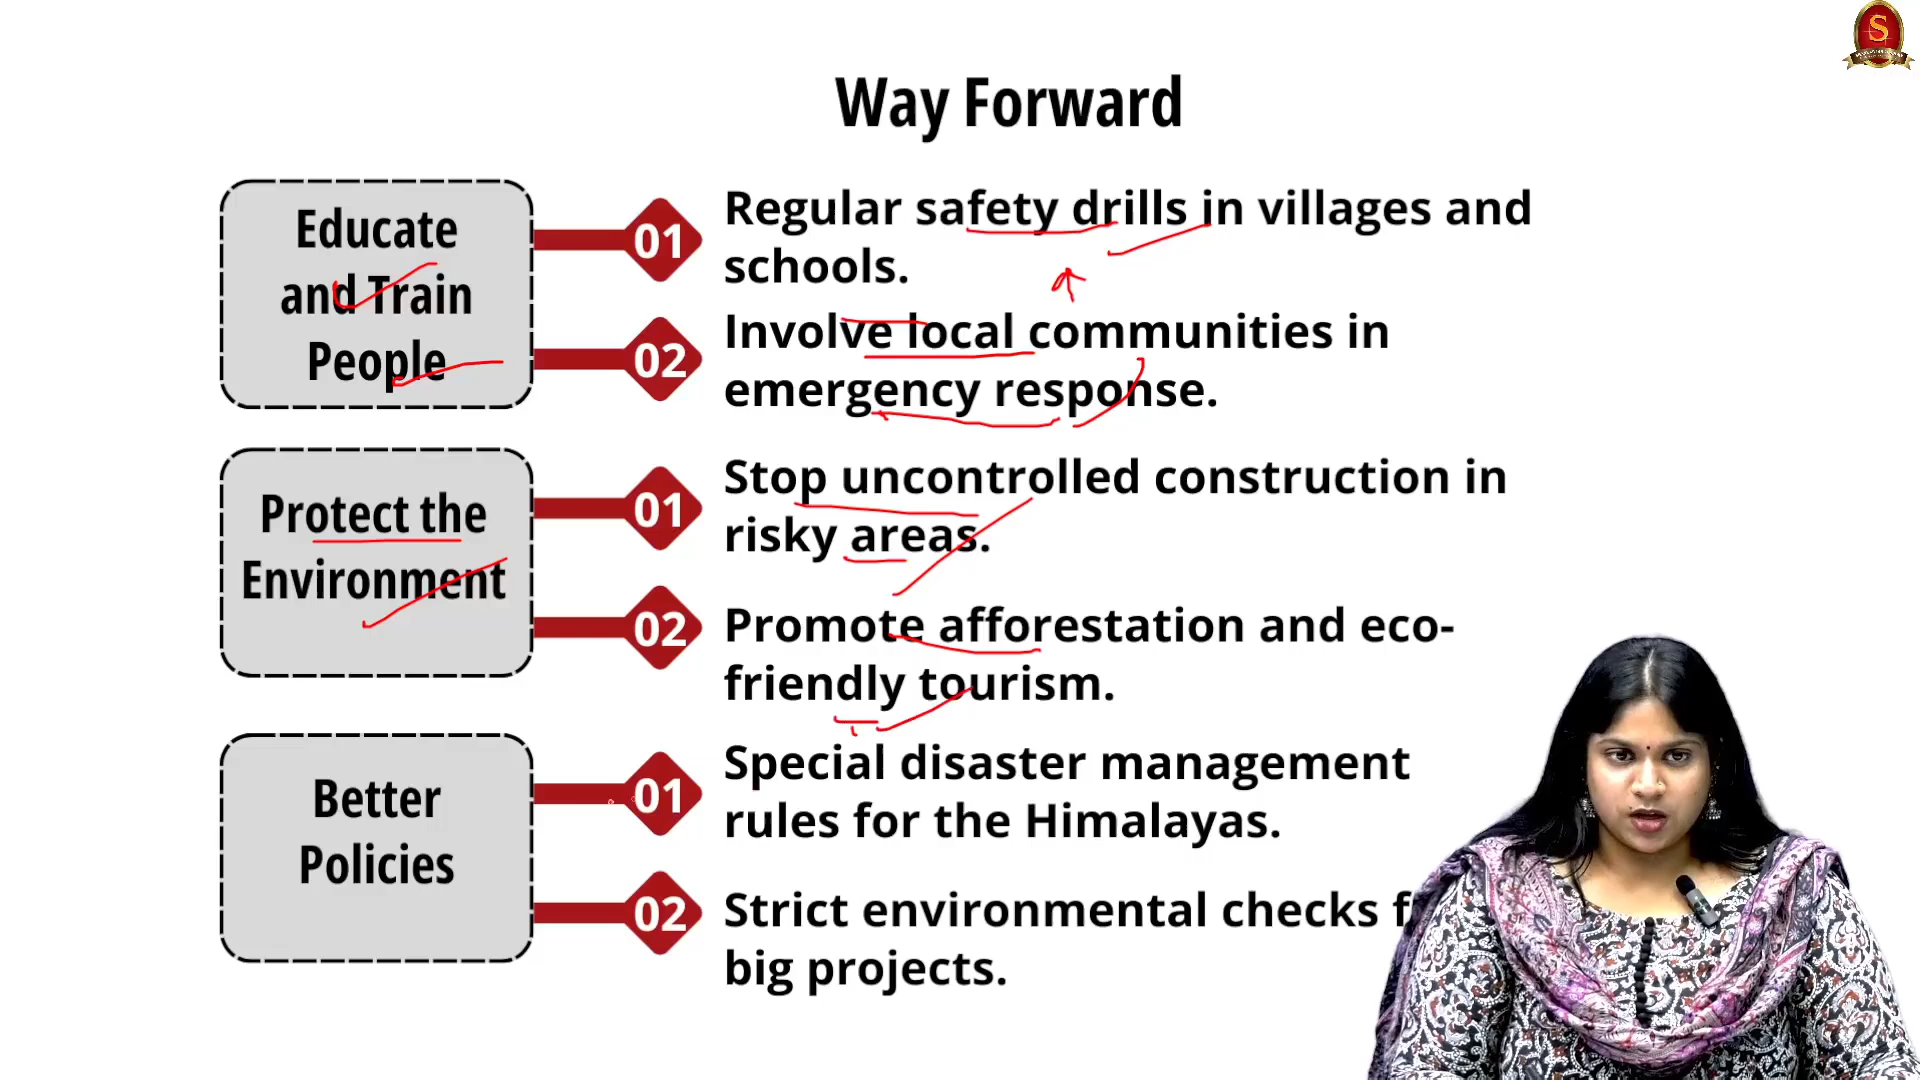 Way Forward
Educate
and Train
People
01
Regular safety drills in villages and
schools.
02
Involve local communities in
emergency response.
Protect the
Environment
01
Stop uncontrolled construction in
risky areas.
02
Promote afforestation and eco-
friendly tourism.
Better
Policies
01
Special disaster management
rules for the Himalayas.
02
Strict environmental checks f
big projects.
S